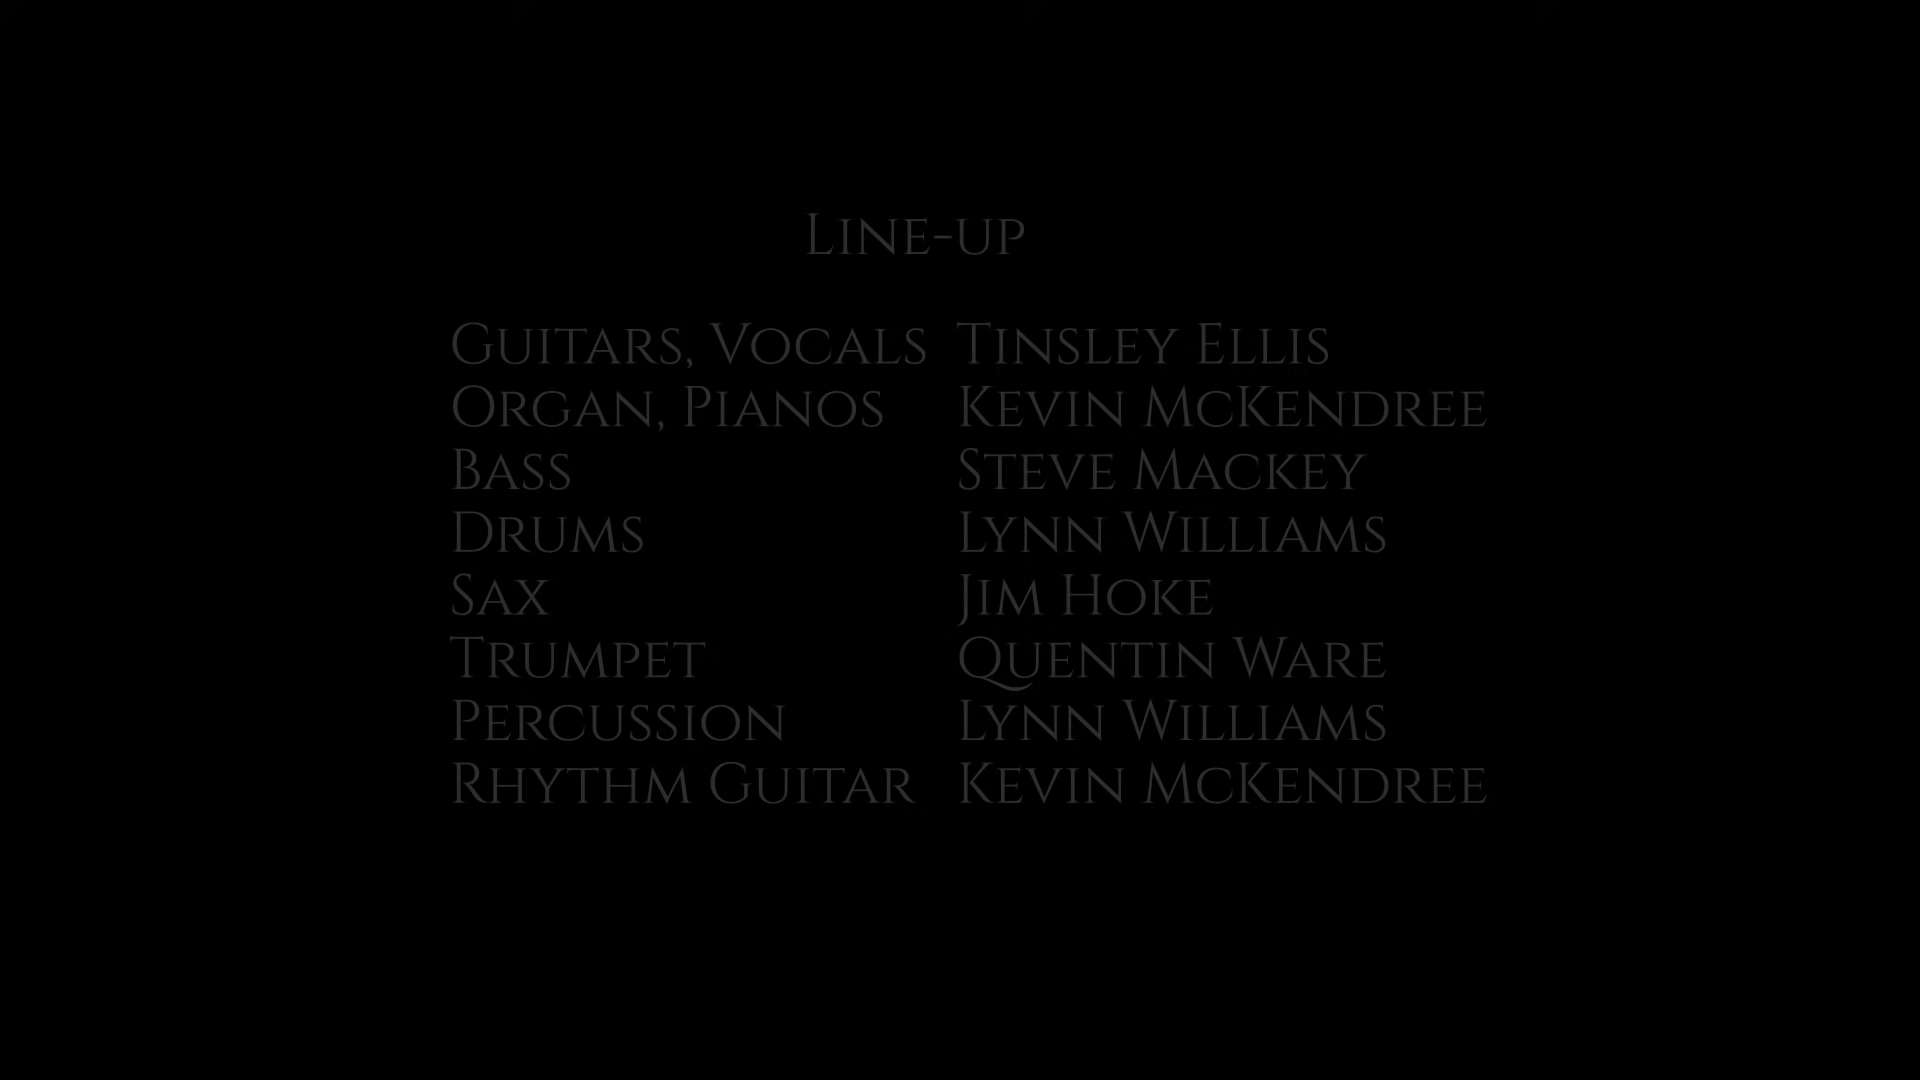 Line-up
Guitars, Vocals Tinsley Ellis
Organ, Pianos Kevin McKendree
Bass Steve Mackey
Drums Lynn Williams
Sax Jim Hoke
Trumpet Quentin Ware
Percussion Lynn Williams
Rhythm Guitar Kevin McKendree